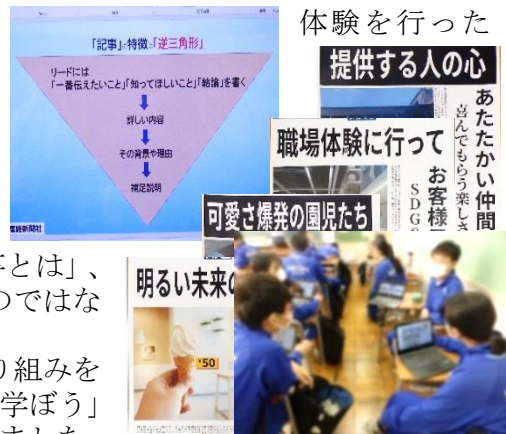 体験を行った
「記事」の特徴=「逆三角形」
リードには
「一番伝えたいこと」「知ってほしいこと」「結論」を書く
詳しい内容
その背景や理由
補足説明
提供する人の心
あたたかい仲間
喜んでもらう楽しさ
職場体験に行って
お客様
可愛さ爆発の園児たち
明るい未来の
'50
とは」、
のではな
り組みを
学ぼう」
ました